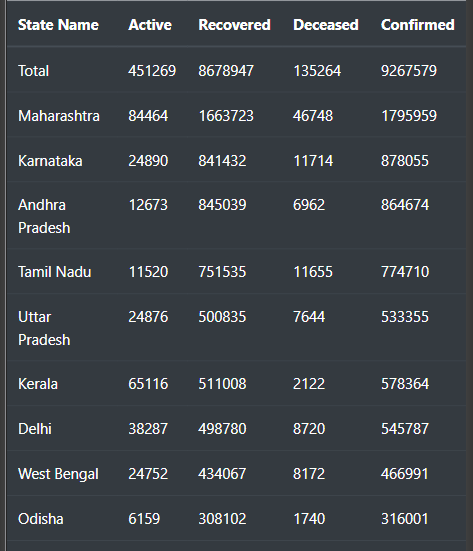 State Name Active Recovered Deceased Confirmed
Total 451269 8678947 135264 9267579
Maharashtra 84464 1663723 46748 1795959
Karnataka 24890 841432 11714 878055
Andhra Pradesh 12673 845039 6962 864674
Tamil Nadu 11520 751535 11655 774710
Uttar Pradesh 24876 500835 7644 533355
Kerala 65116 511008 2122 578364
Delhi 38287 498780 8720 545787
West Bengal 24752 434067 8172 466991
Odisha 6159 308102 1740 316001